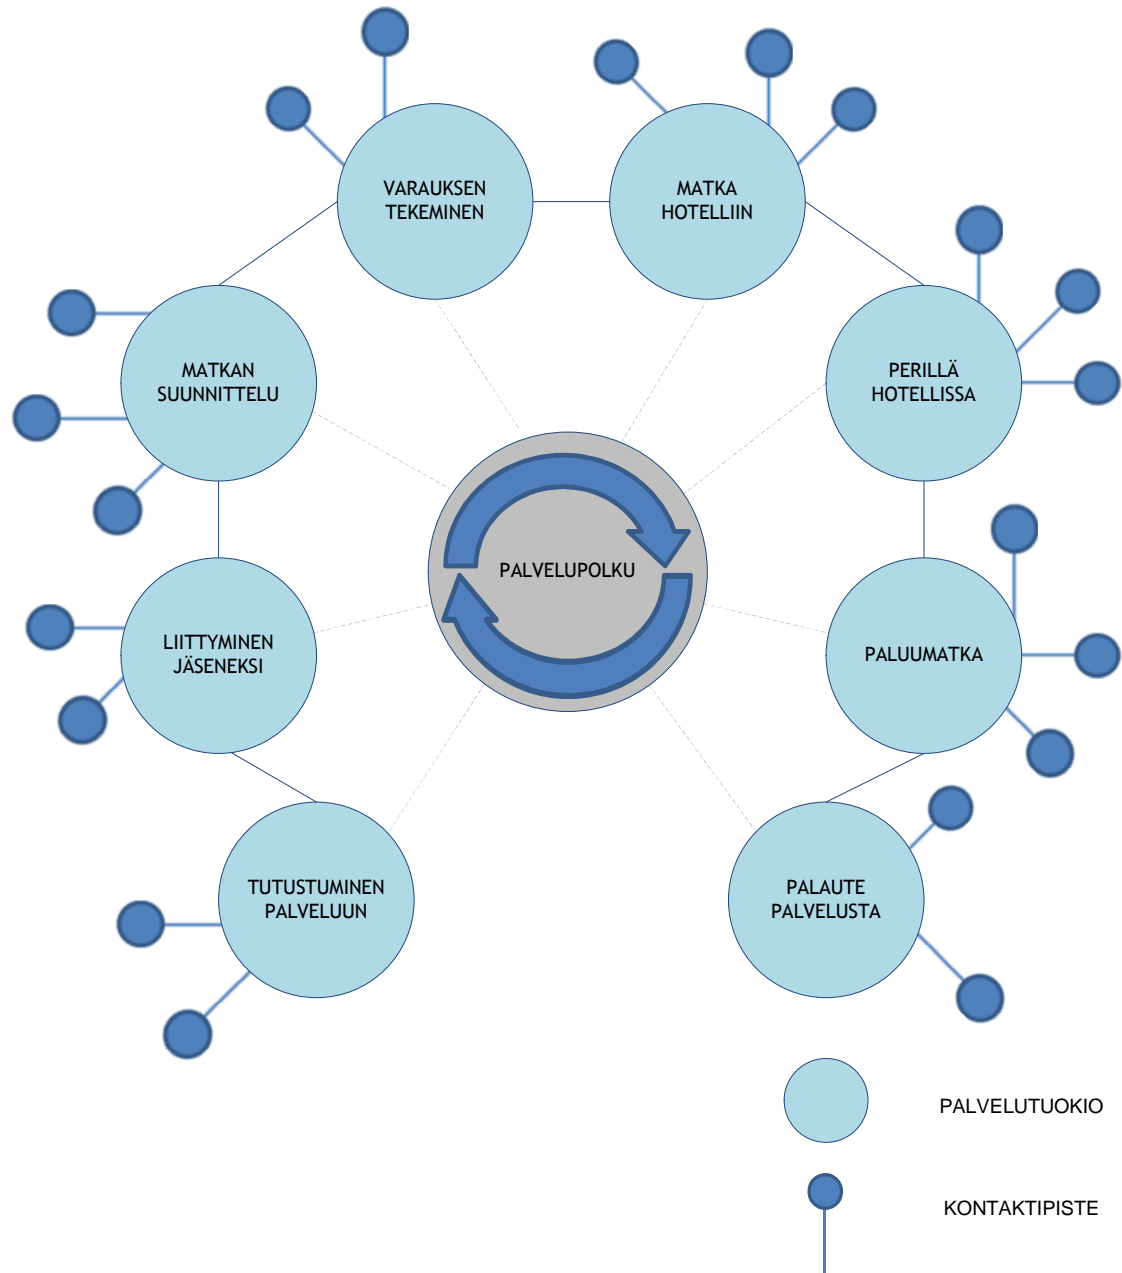 VARAUKSEN
TEKEMINEN
MATKA
HOTELLIIN
MATKAN
SUUNNITTELU
PERILLÄ
HOTELLISSA
PALVELUPOLKU
LIITTYMINEN
JÄSENEKSI
PALUUMATKA
TUTUSTUMINEN
PALVELUUN
PALAUTE
PALVELUSTA
PALVELUTUOKIO
KONTAKTIPISTE